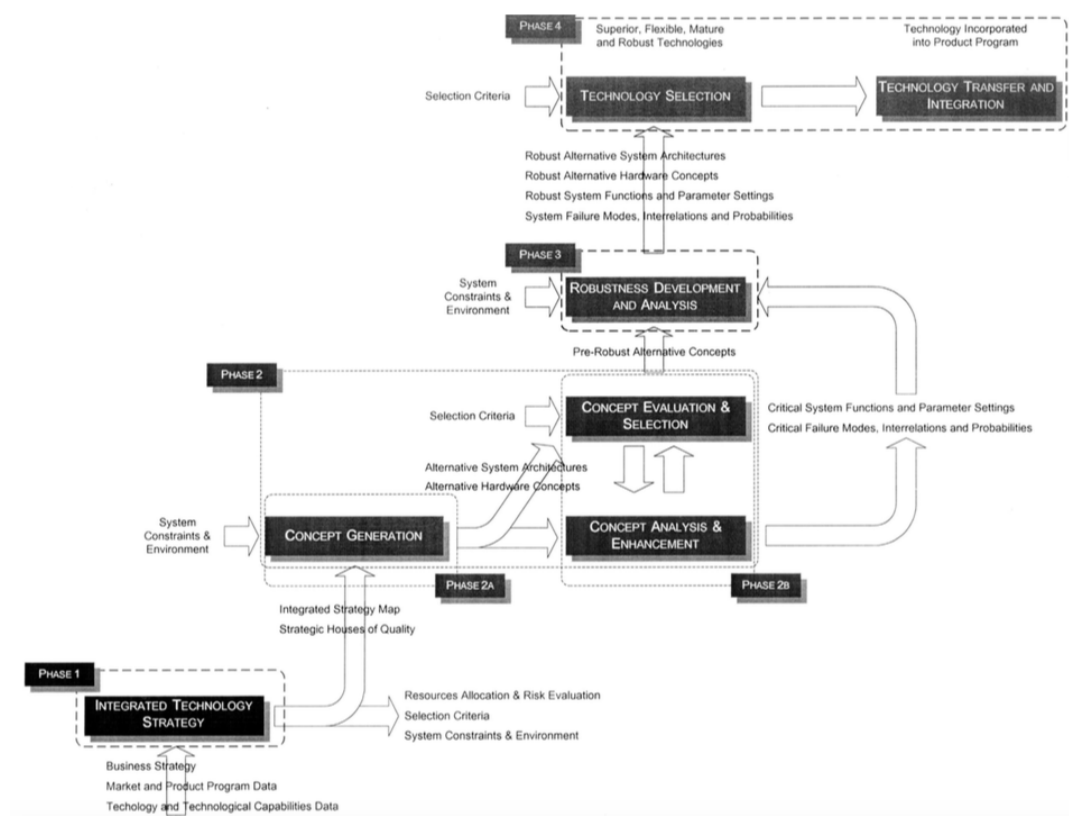 PHASE 4
Superior, Flexible, Mature
and Robust Technologies
Technology Incorporated
into Product Program
Selection Criteria
TECHNOLOGY SELECTION
TECHNOLOGY TRANSFER AND
INTEGRATION
Robust Alternative System Architectures
Robust Alternative Hardware Concepts
Robust System Functions and Parameter Settings
System Failure Modes, Interrelations and Probabilities
PHASE 3
System
Constraints &
Environment
ROBUSTNESS DEVELOPMENT
AND ANALYSIS
Pre-Robust Alternative Concepts
PHASE 2
Selection Criteria
CONCEPT EVALUATION &
SELECTION
Critical System Functions and Parameter Settings
Critical Failure Modes, Interrelations and Probabilities
Alternative System Architectures
Alternative Hardware Concepts
System
Constraints &
Environment
CONCEPT GENERATION
CONCEPT ANALYSIS &
ENHANCEMENT
PHASE 2A
PHASE 2B
Integrated Strategy Map
Strategic Houses of Quality
PHASE 1
INTEGRATED TECHNOLOGY
STRATEGY
Resources Allocation & Risk Evaluation
Selection Criteria
System Constraints & Environment
Business Strategy
Market and Product Program Data
Techology and Technological Capabilities Data